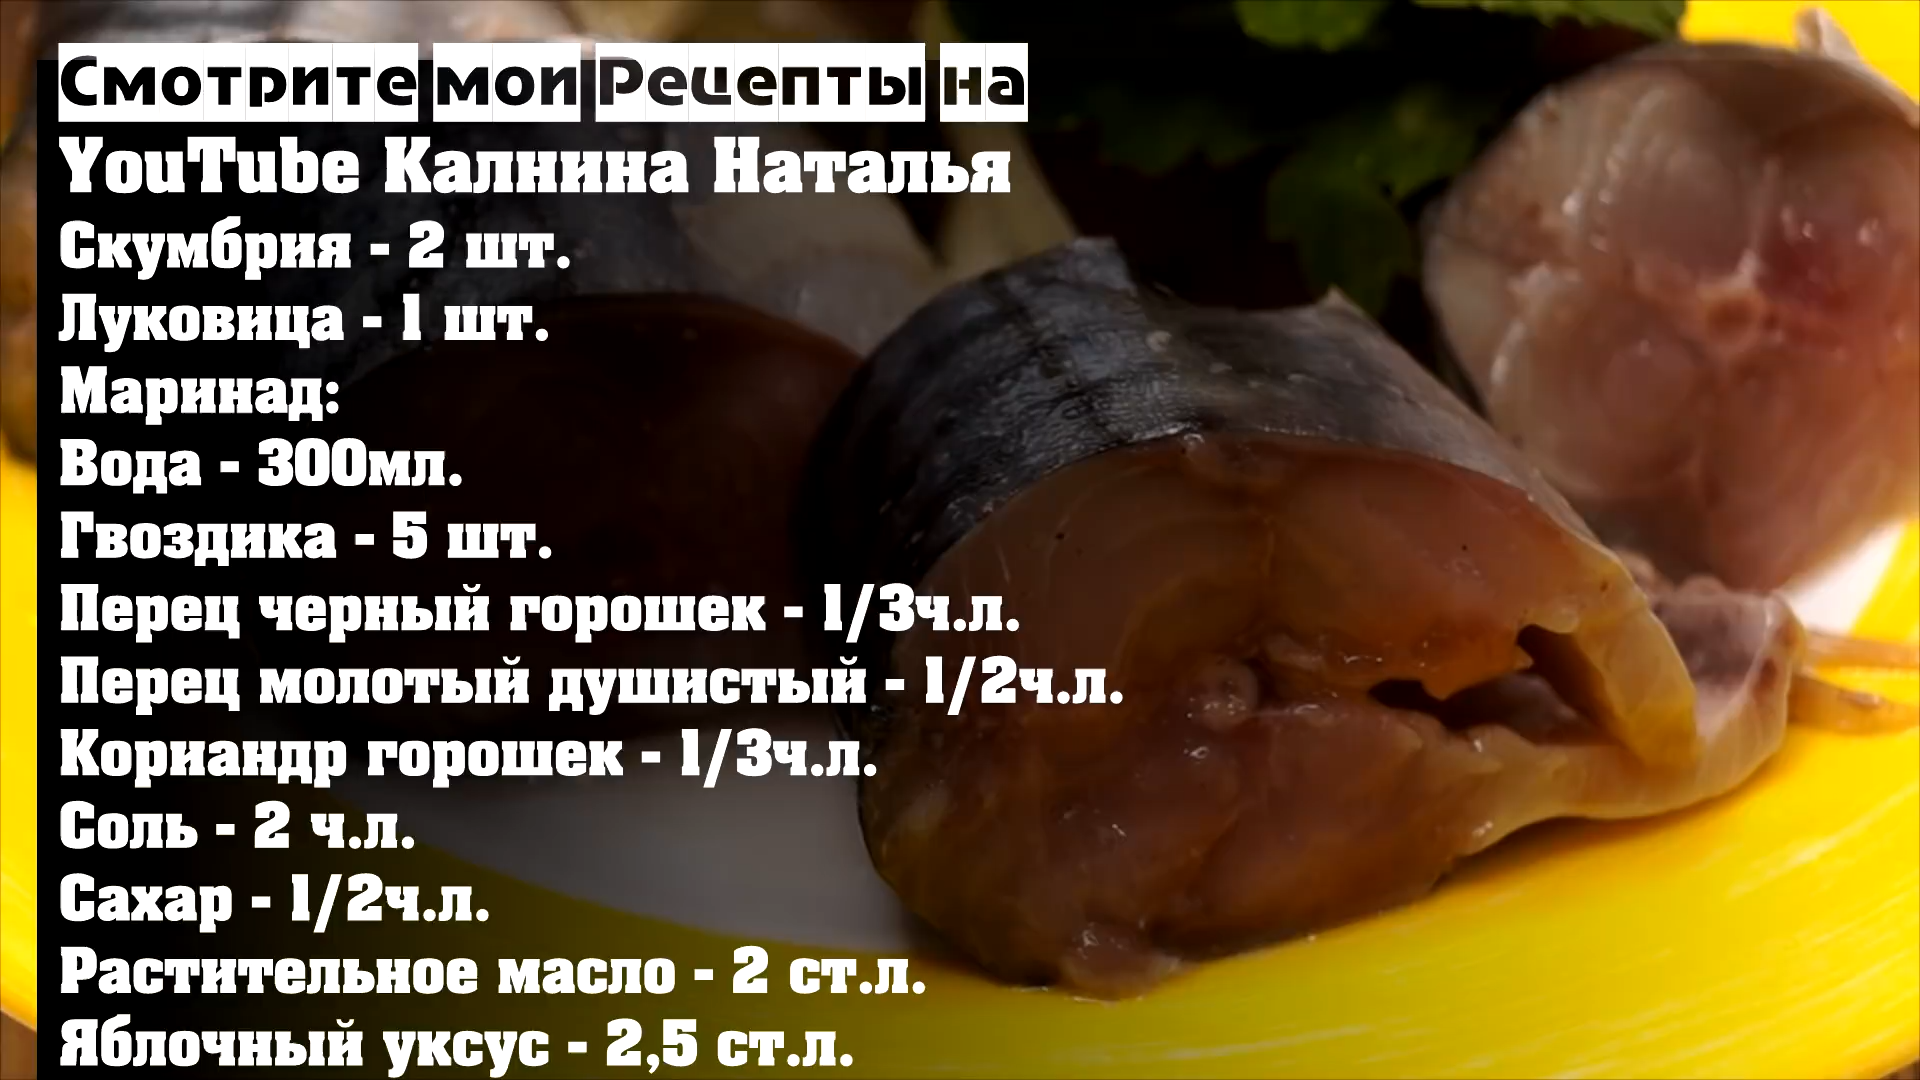 Смотрите мои Рецепты на
YouTube Калнина Наталья
Скумбрия - 2 шт.
Луковица - 1 шт.
Маринад:
Вода - 300мл.
Гвоздика - 5 шт.
Перец черный горошек - 1/3ч.л.
Перец молотый душистый - 1/2ч.л.
Кориандр горошек - 1/3ч.л.
Соль - 2 ч.л.
Сахар - 1/2ч.л.
Растительное масло - 2 ст.л.
Яблочный уксус - 2,5 ст.л.